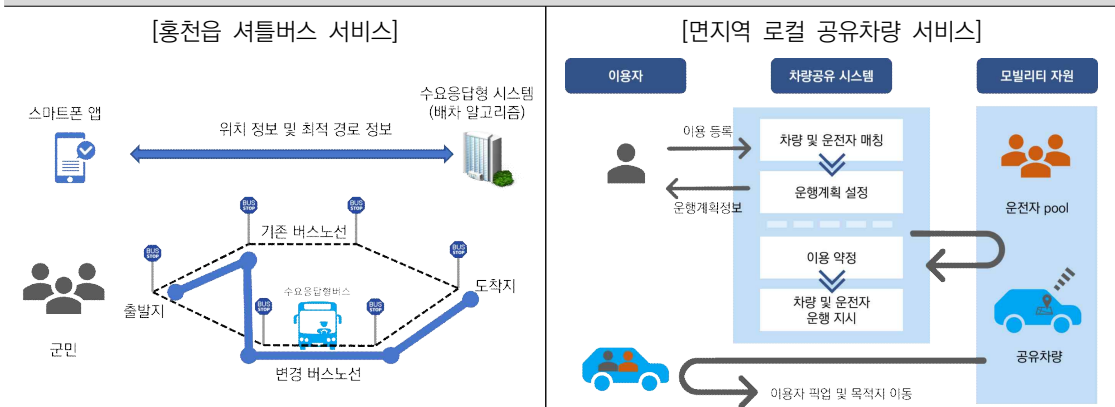 [홍천읍 셔틀버스 서비스]
스마트폰 앱
위치 정보 및 최적 경로 정보
수요응답형 시스템
(배차 알고리즘)
BUS STOP
BUS STOP
기존 버스노선
BUS STOP
BUS STOP
출발지
BUS STOP
수요응답형버스
BUS STOP
도착지
군민
변경 버스노선
[면지역 로컬 공유차량 서비스]
이용자
차량공유 시스템
모빌리티 자원
이용 등록
차량 및 운전자 매칭
운행계획 설정
운행계획정보
운전자 pool
이용 약정
차량 및 운전자
운행 지시
공유차량
이용자 픽업 및 목적지 이동